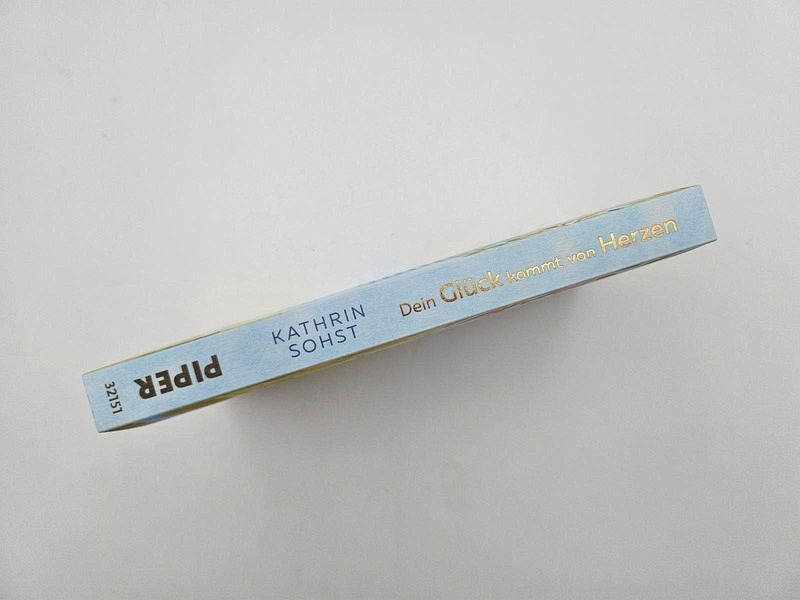 32151
PIPER
KATHRIN
SOHST
Dein Glück kommt von Herzen